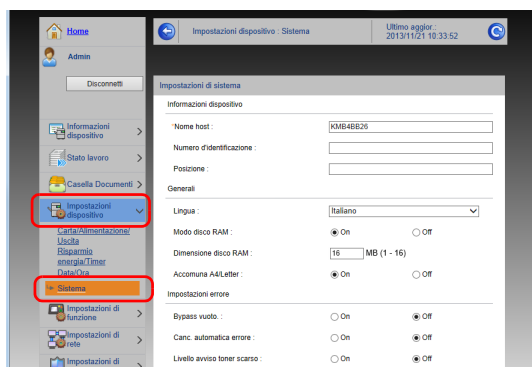 Home
Impostazioni dispositivo : Sistema
Ultimo aggior.:
2013/11/21 10:33:52
Admin
Disconnetti
Informazioni
dispositivo
Stato lavoro
Casella Documenti
Impostazioni
dispositivo
Carta/Alimentazione/
Uscita
Risparmio
energia/Timer
Data/Ora
Sistema
Impostazioni di
funzione
Impostazioni di
rete
Impostazioni di
Impostazioni di sistema
Informazioni dispositivo
*Nome host : KMB4BB26
Numero d'identificazione :
Posizione :
Generali
Lingua : Italiano
Modo disco RAM : On Off
Dimensione disco RAM : 16 MB (1 - 16)
Accomuna A4/Letter : On Off
Impostazioni errore
Bypass vuoto. : On Off
Canc. automatica errore : On Off
Livello avviso toner scarso : On Off